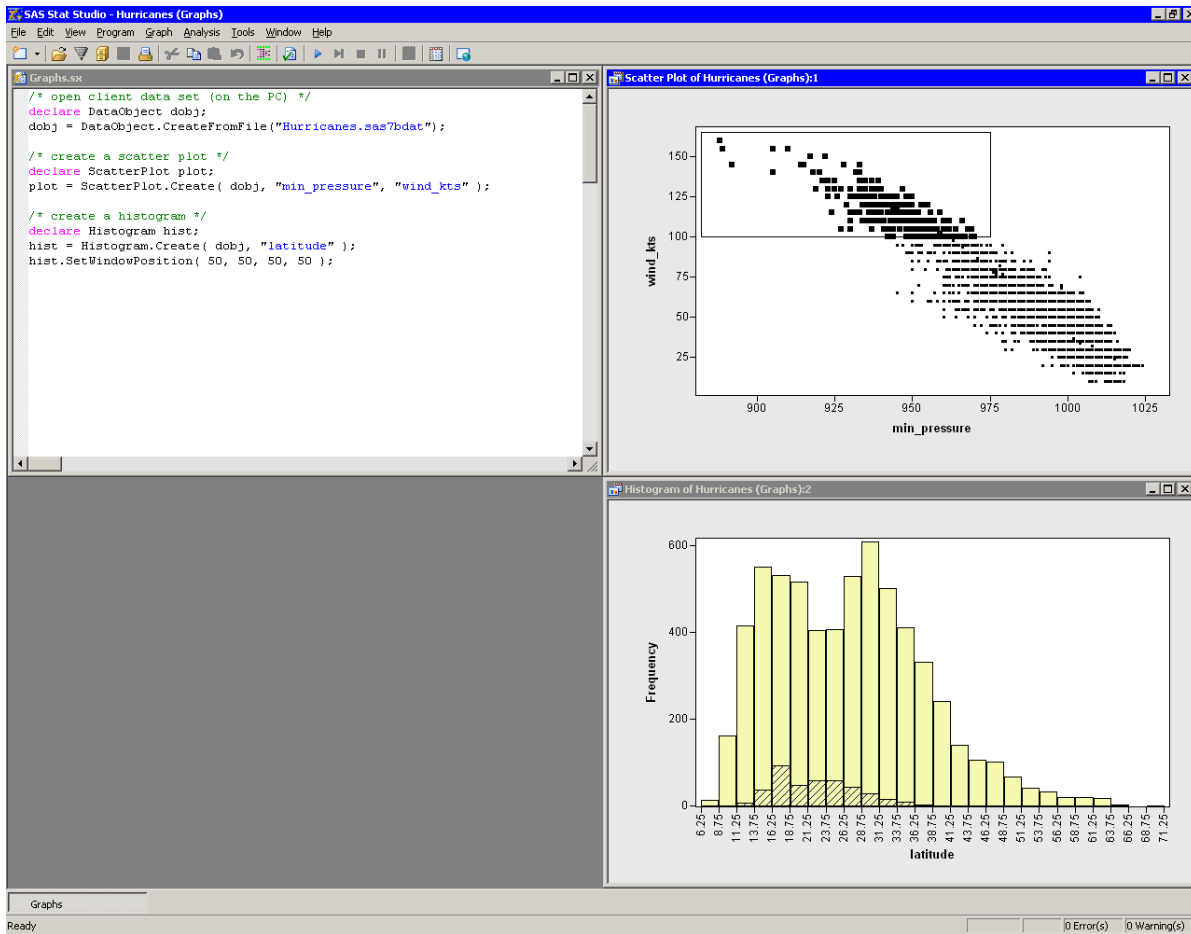 SAS Stat Studio - Hurricanes (Graphs)
File Edit View Program Graph Analysis Tools Window Help
Graphs.sx
/* open client data set (on the PC) */
declare DataObject dobj;
dobj = DataObject.CreateFromFile("Hurricanes.sas7bdat");
/* create a scatter plot */
declare ScatterPlot plot;
plot = ScatterPlot.Create( dobj, "min_pressure", "wind_kts" );
/* create a histogram */
declare Histogram hist;
hist = Histogram.Create( dobj, "latitude" );
hist.SetWindowPosition( 50, 50, 50, 50 );
Scatter Plot of Hurricanes (Graphs):1
150
125
100
75
50
25
wind_kts
900 925 950 975 1000 1025
min_pressure
Histogram of Hurricanes (Graphs):2
600
400
200
0
Frequency
6.25 8.75 11.25 13.75 16.25 18.75 21.25 23.75 26.25 28.75 31.25 33.75 36.25 38.75 41.25 43.75 46.25 48.75 51.25 53.75 56.25 58.75 61.25 63.75 66.25 68.75 71.25
latitude
Graphs
Ready
0 Error(s) 0 Warning(s)